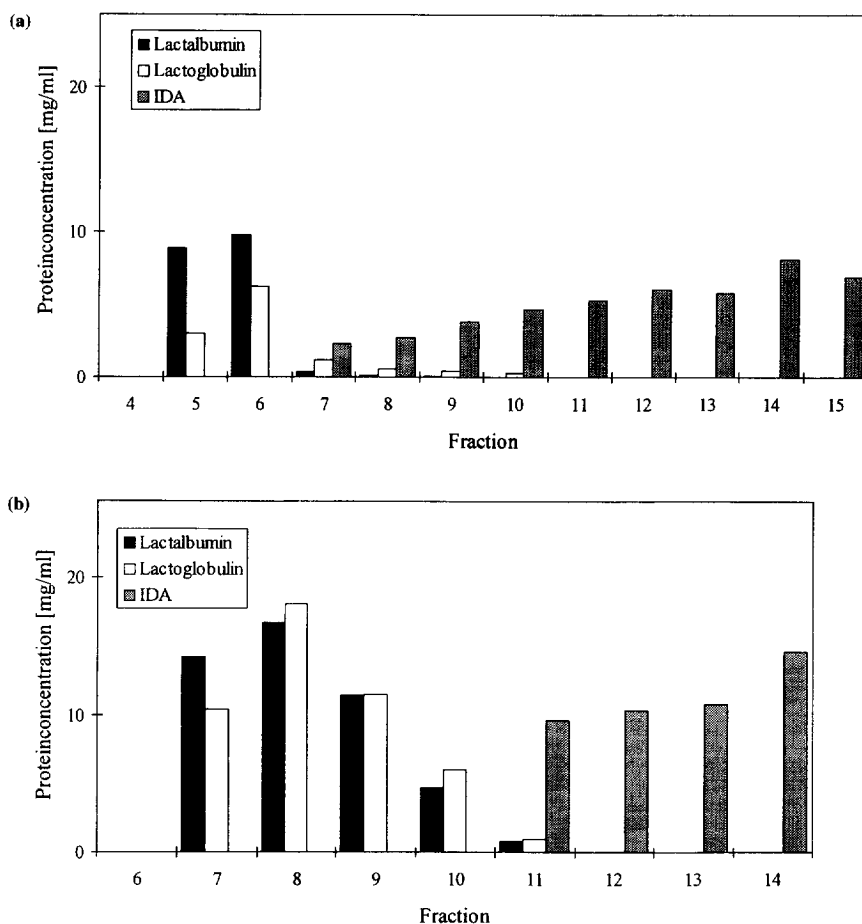 (a)
Lactalbumin
Lactoglobulin
IDA
Proteinconcentration [mg/ml]
20
10
0
4 5 6 7 8 9 10 11 12 13 14 15
Fraction
(b)
Lactalbumin
Lactoglobulin
IDA
Proteinconcentration [mg/ml]
20
10
0
6 7 8 9 10 11 12 13 14
Fraction